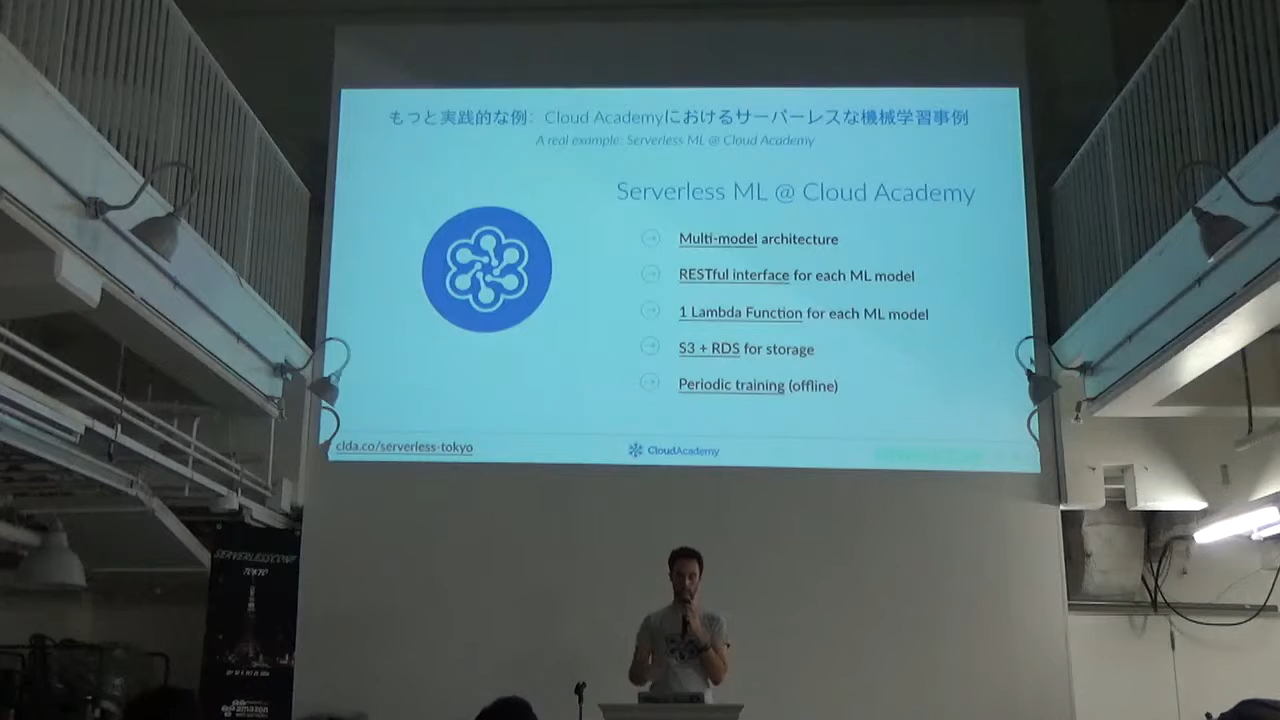 もっと実践的な例: Cloud Academyにおけるサーバーレスな機械学習事例
A real example: Serverless ML @ Cloud Academy
Serverless ML @ Cloud Academy
Multi-model architecture
RESTful interface for each ML model
1 Lambda Function for each ML model
S3 + RDS for storage
Periodic training (offline)
clda.co/serverless-tokyo
CloudAcademy
SERVERLESSCONF
TOKYO
amazon